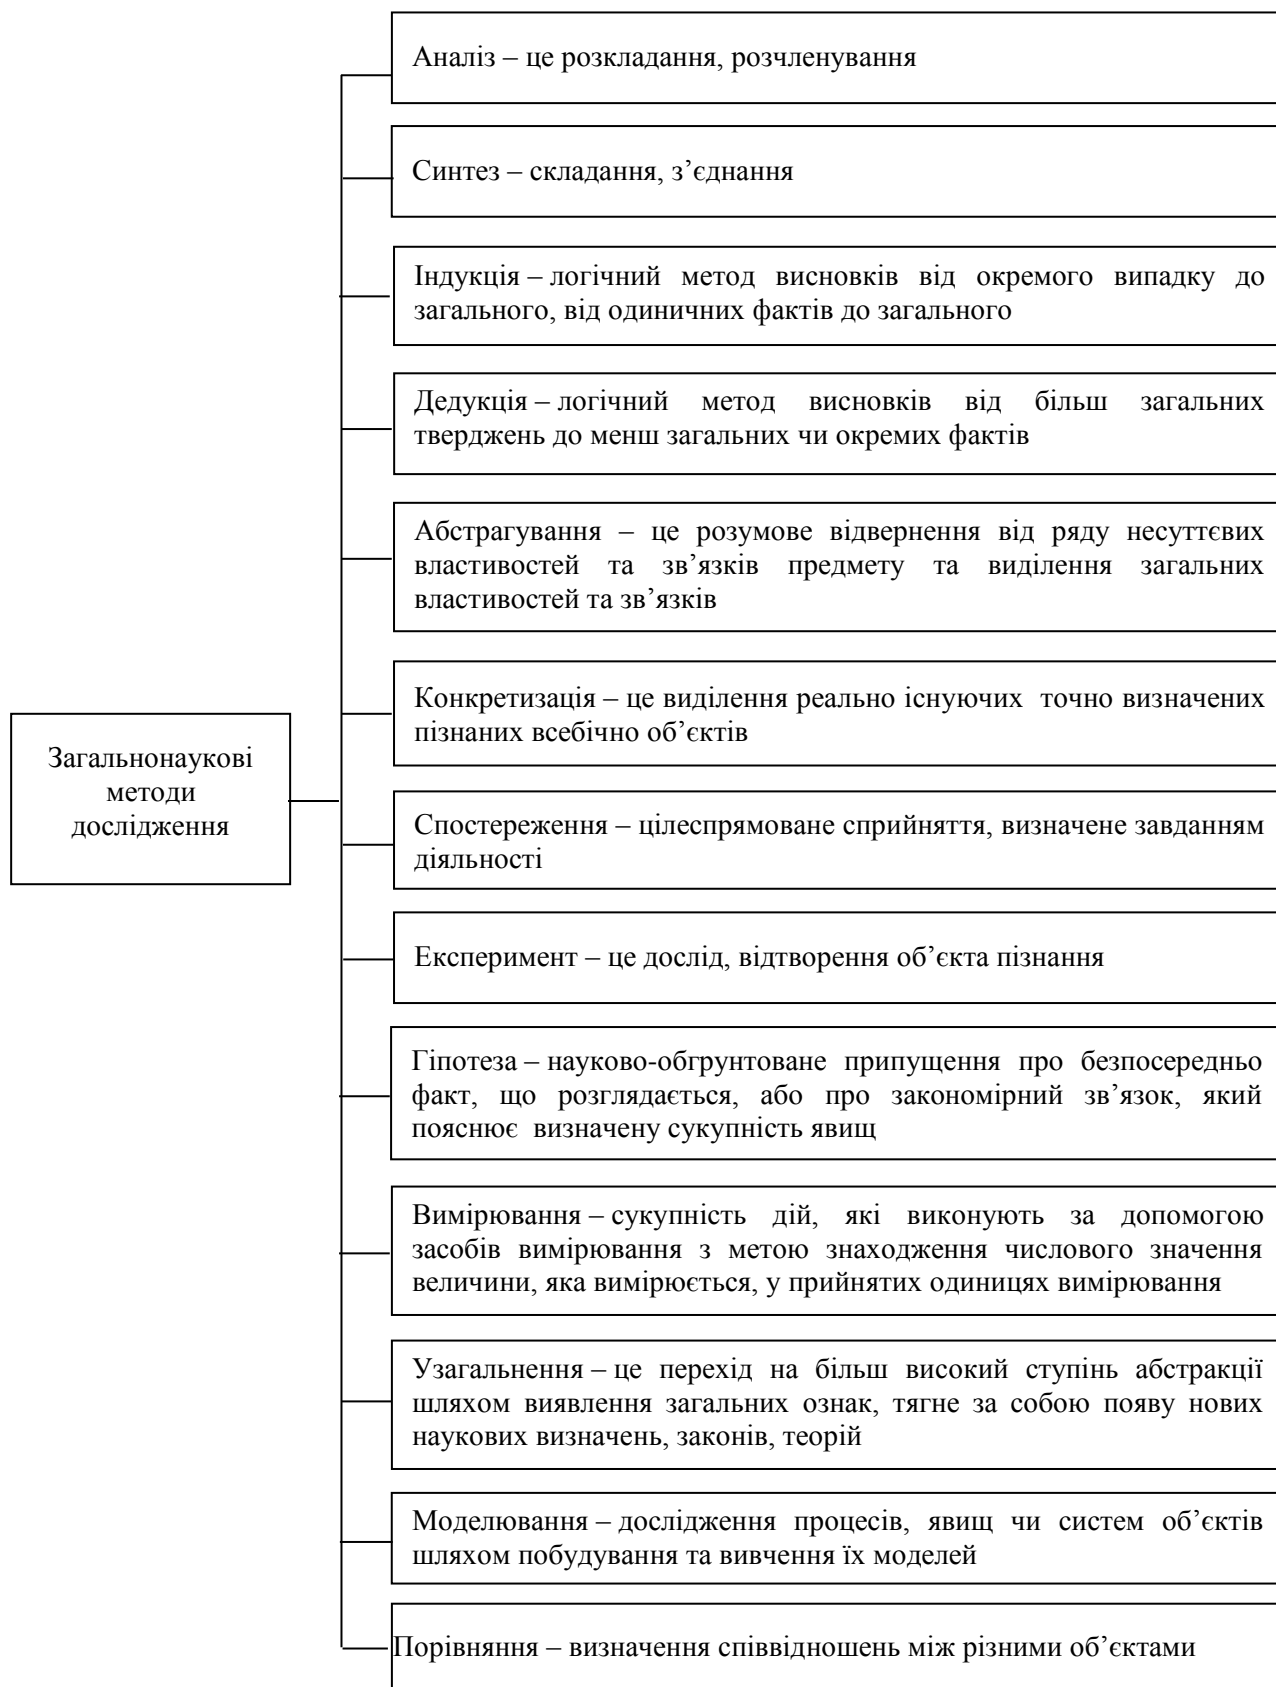 Аналіз – це розкладання, розчленування
Синтез – складання, з’єднання
Індукція – логічний метод висновків від окремого випадку до
загального, від одиничних фактів до загального
Дедукція – логічний метод висновків від більш загальних
тверджень до менш загальних чи окремих фактів
Абстрагування – це розумове відвернення від ряду несуттєвих
властивостей та зв’язків предмету та виділення загальних
властивостей та зв’язків
Конкретизація – це виділення реально існуючих точно визначених
пізнаних всебічно об’єктів
Загальнонаукові
методи
дослідження
Спостереження – цілеспрямоване сприйняття, визначене завданням
діяльності
Експеримент – це дослід, відтворення об’єкта пізнання
Гіпотеза – науково-обгрунтоване припущення про безпосередньо
факт, що розглядається, або про закономірний зв’язок, який
пояснює визначену сукупність явищ
Вимірювання – сукупність дій, які виконують за допомогою
засобів вимірювання з метою знаходження числового значення
величини, яка вимірюється, у прийнятих одиницях вимірювання
Узагальнення – це перехід на більш високий ступінь абстракції
шляхом виявлення загальних ознак, тягне за собою появу нових
наукових визначень, законів, теорій
Моделювання – дослідження процесів, явищ чи систем об’єктів
шляхом побудування та вивчення їх моделей
Порівняння – визначення співвідношень між різними об’єктами